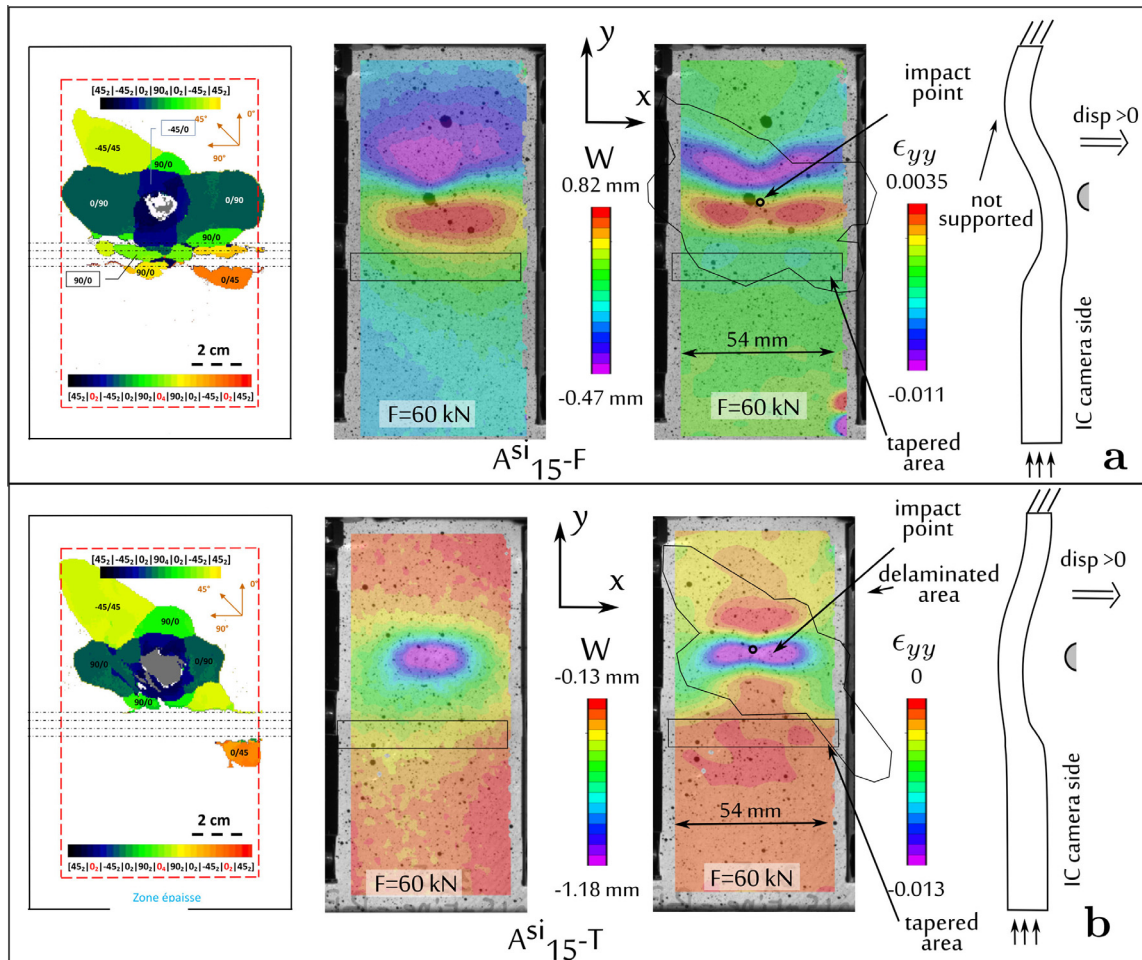 [45₂|-45₂|0₂|90₄|0₂|-45₂|45₂]
-45/0
45°
0°
90°
-45/45
90/0
0/90
0/90
90/0
90/0
0/45
2 cm
[45₂|0₂|-45₂|0₂|90₂|0₄|90₂|0₂|-45₂|0₂|45₂]
y
x
W
0.82 mm
-0.47 mm
F=60 kN
impact
point
ϵyy
0.0035
-0.011
54 mm
F=60 kN
tapered
area
not
supported
disp >0
IC camera side
Aˢⁱ₁₅-F
a
[45₂|-45₂|0₂|90₄|0₂|-45₂|45₂]
45°
0°
90°
-45/45
90/0
90/0
0/90
90/0
0/45
2 cm
[45₂|0₂|-45₂|0₂|90₂|0₄|90₂|0₂|-45₂|0₂|45₂]
Zone épaisse
y
x
W
-0.13 mm
-1.18 mm
F=60 kN
impact
point
delaminated
area
ϵyy
0
-0.013
54 mm
F=60 kN
tapered
area
disp >0
IC camera side
Aˢⁱ₁₅-T
b